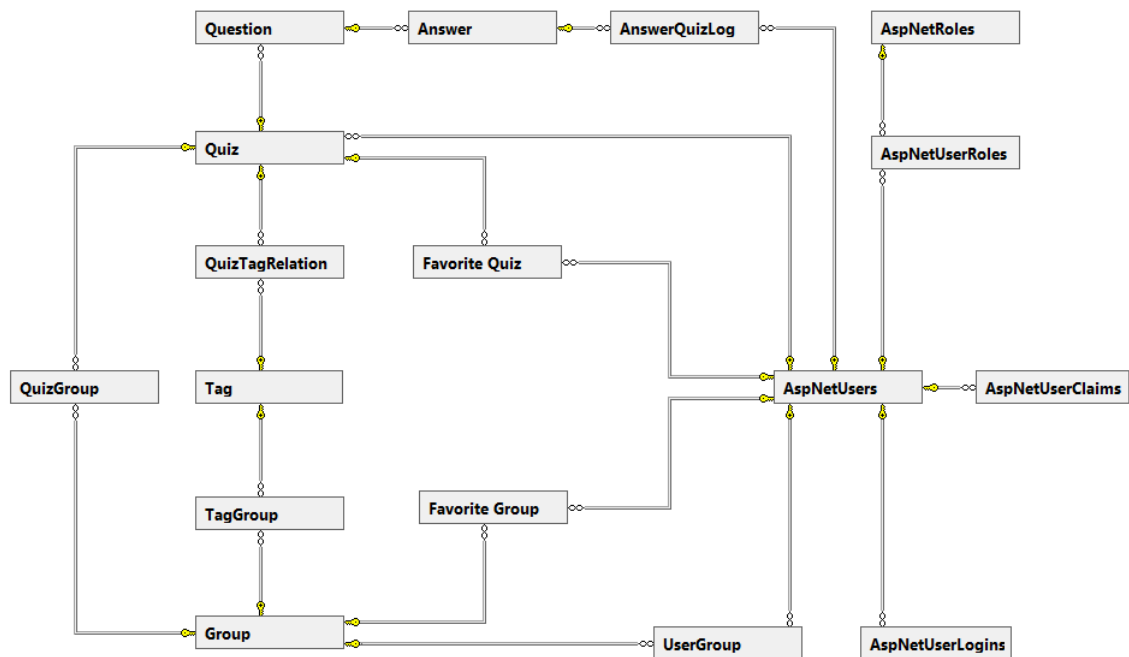 Question
Answer
AnswerQuizLog
AspNetRoles
Quiz
AspNetUserRoles
QuizTagRelation
Favorite Quiz
QuizGroup
Tag
AspNetUsers
AspNetUserClaims
TagGroup
Favorite Group
Group
UserGroup
AspNetUserLogins